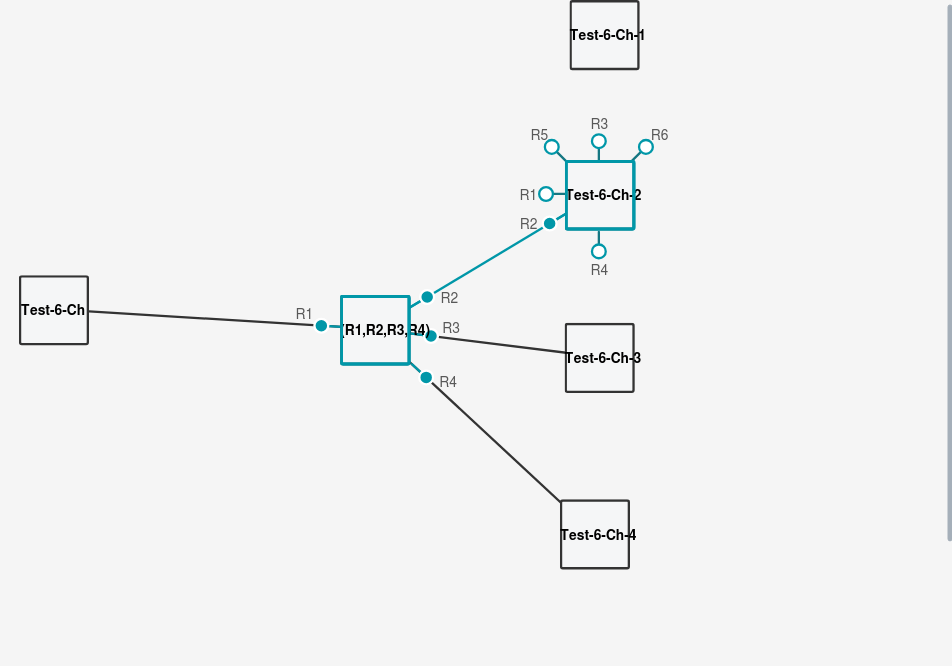 Test-6-Ch-1
R5
R3
R6
R1
Test-6-Ch-2
R2
R4
Test-6-Ch
R1
R2
(R1,R2,R3,R4)
R3
R4
Test-6-Ch-3
Test-6-Ch-4